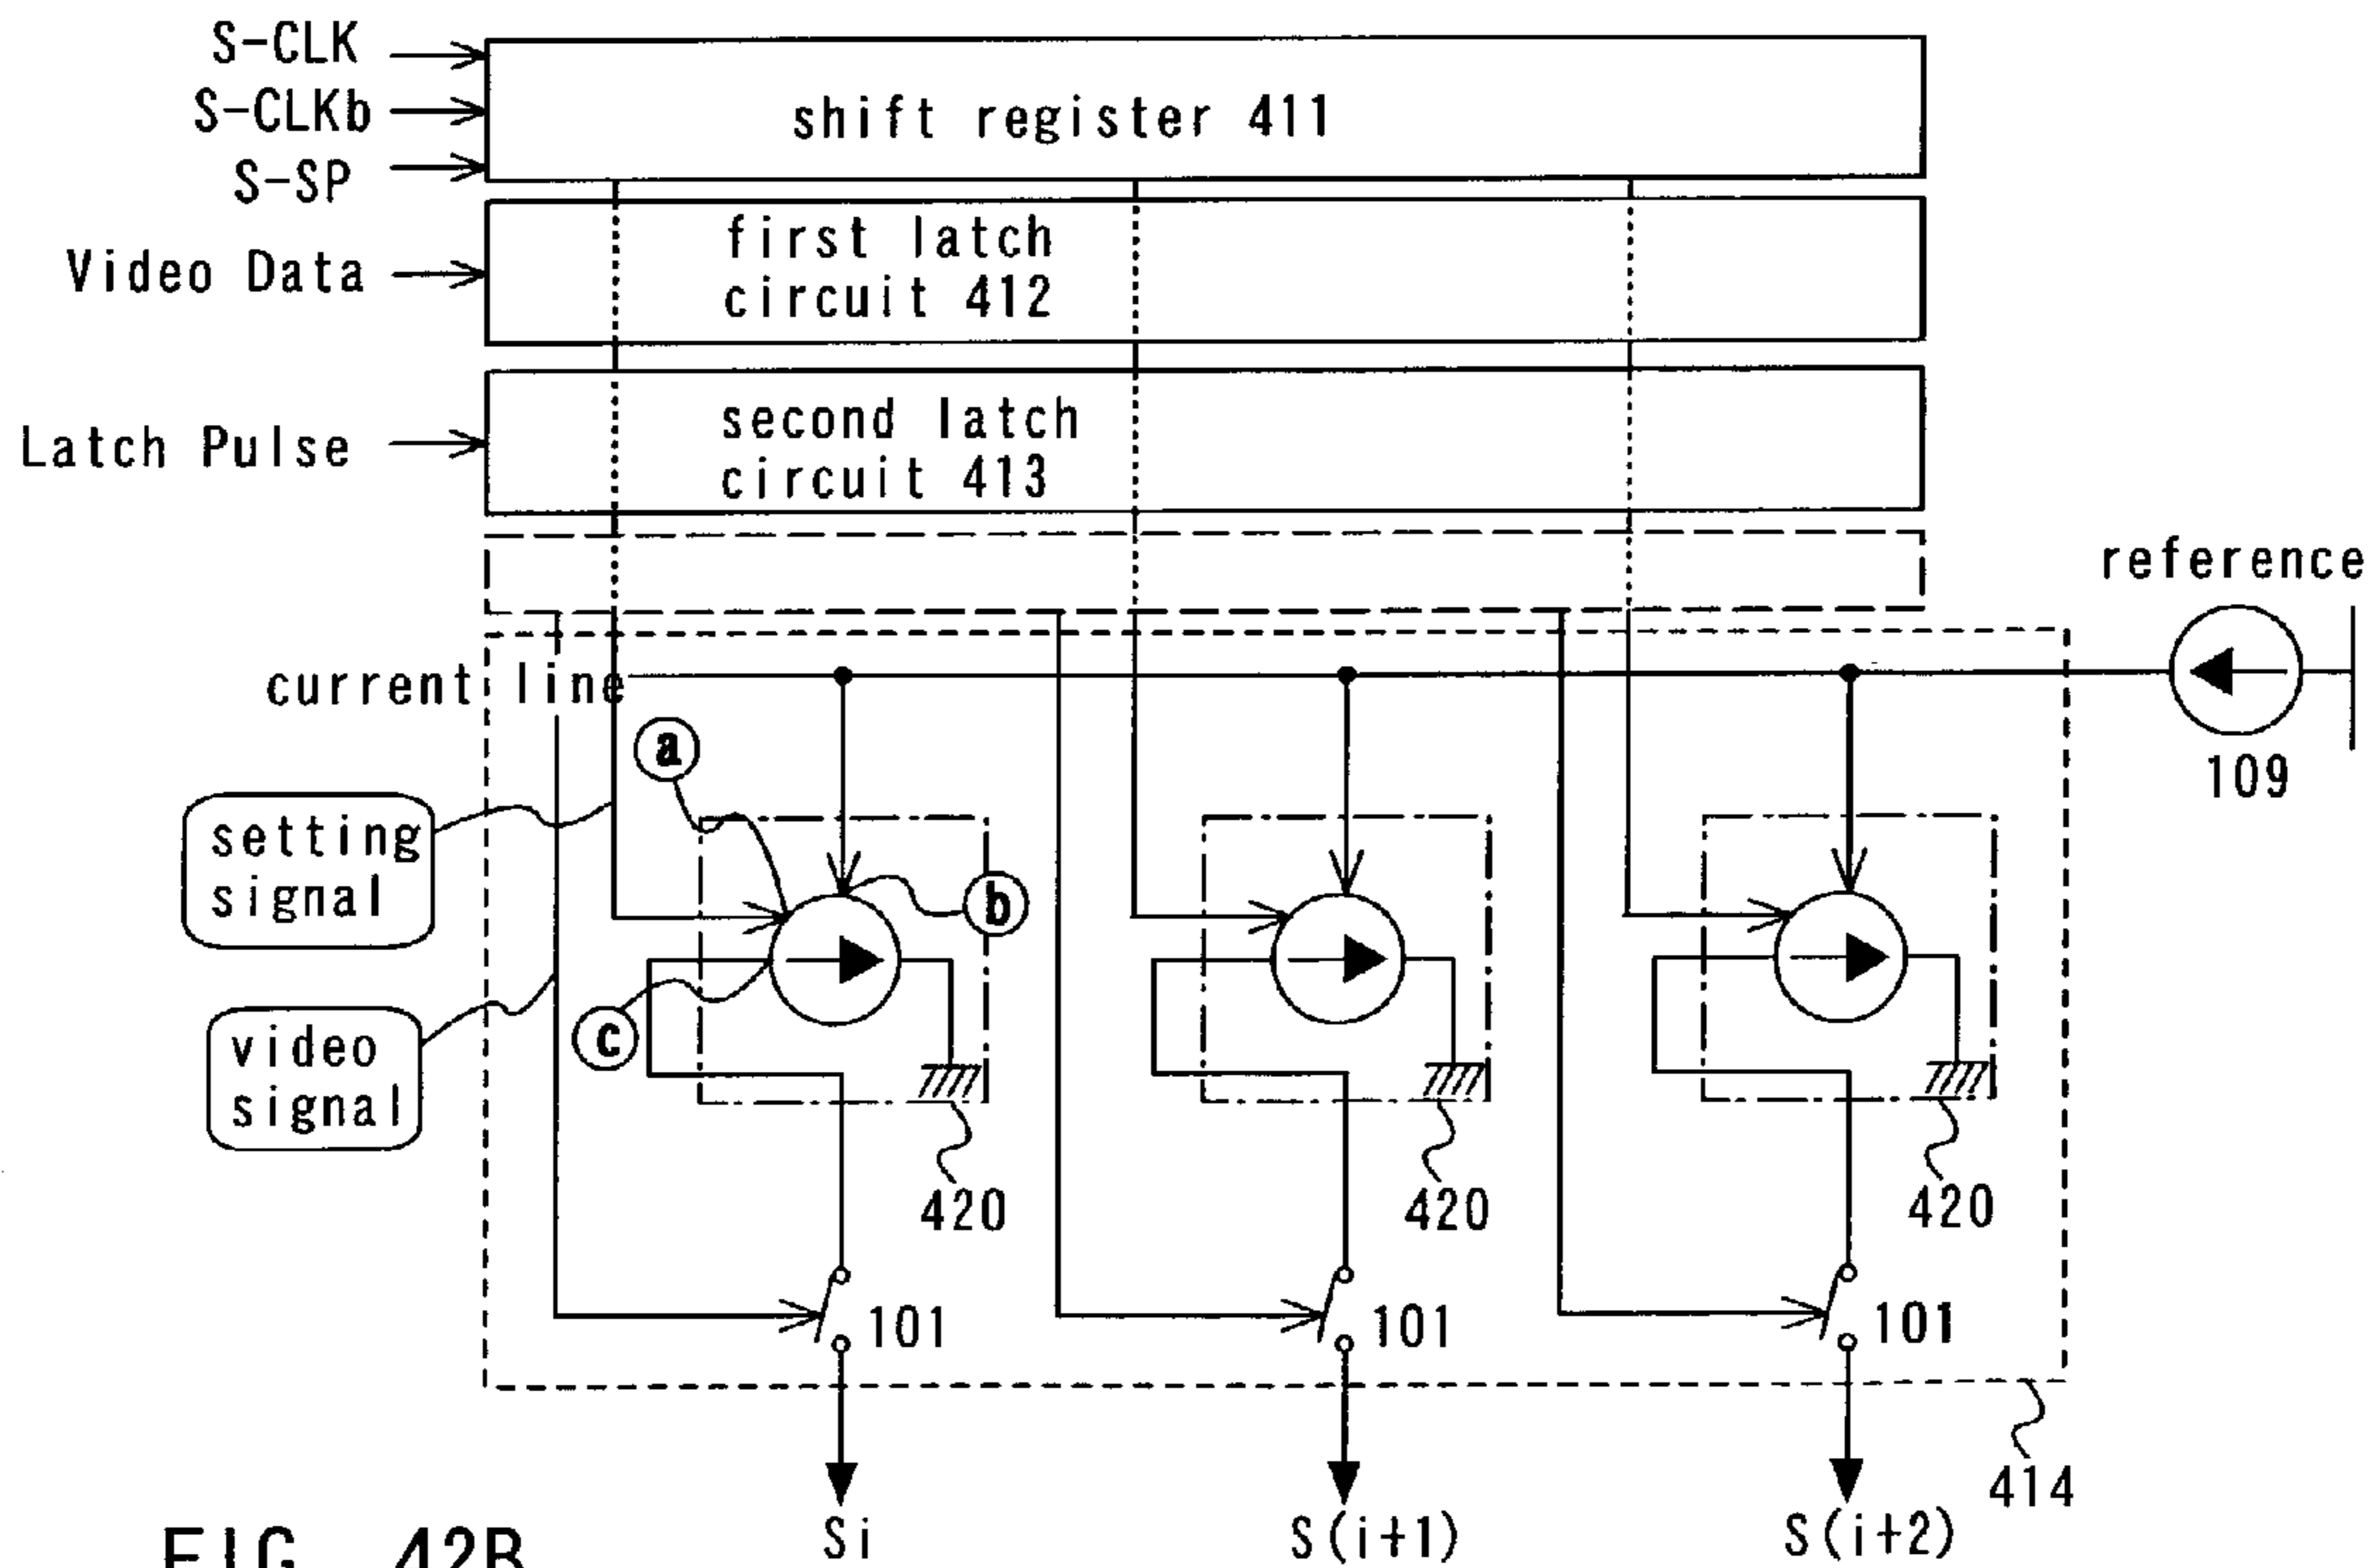 S-CLK
S-CLKb
S-SP
shift register 411
Video Data
first latch
circuit 412
Latch Pulse
second latch
circuit 413
reference
109
current line
a
b
c
setting
signal
video
signal
420
420
420
101
101
101
414
Si
S(i+1)
S(i+2)
FIG. 42B